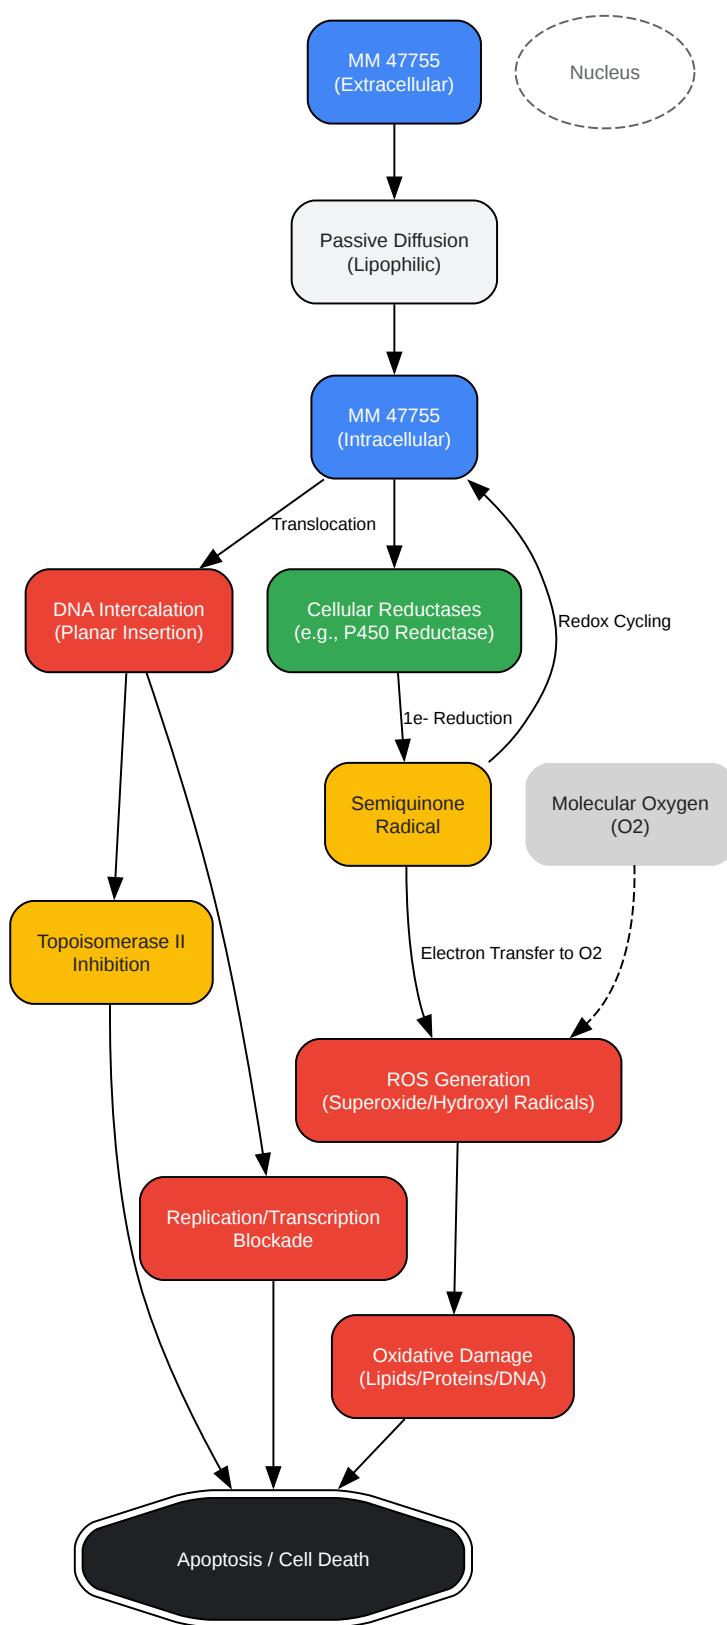 MM 47755
(Extracellular)
Nucleus
Passive Diffusion
(Lipophilic)
MM 47755
(Intracellular)
Translocation
DNA Intercalation
(Planar Insertion)
Cellular Reductases
(e.g., P450 Reductase)
Redox Cycling
1e- Reduction
Semiquinone
Radical
Molecular Oxygen
(O2)
Topoisomerase II
Inhibition
Electron Transfer to O2
ROS Generation
(Superoxide/Hydroxyl Radicals)
Replication/Transcription
Blockade
Oxidative Damage
(Lipids/Proteins/DNA)
Apoptosis / Cell Death